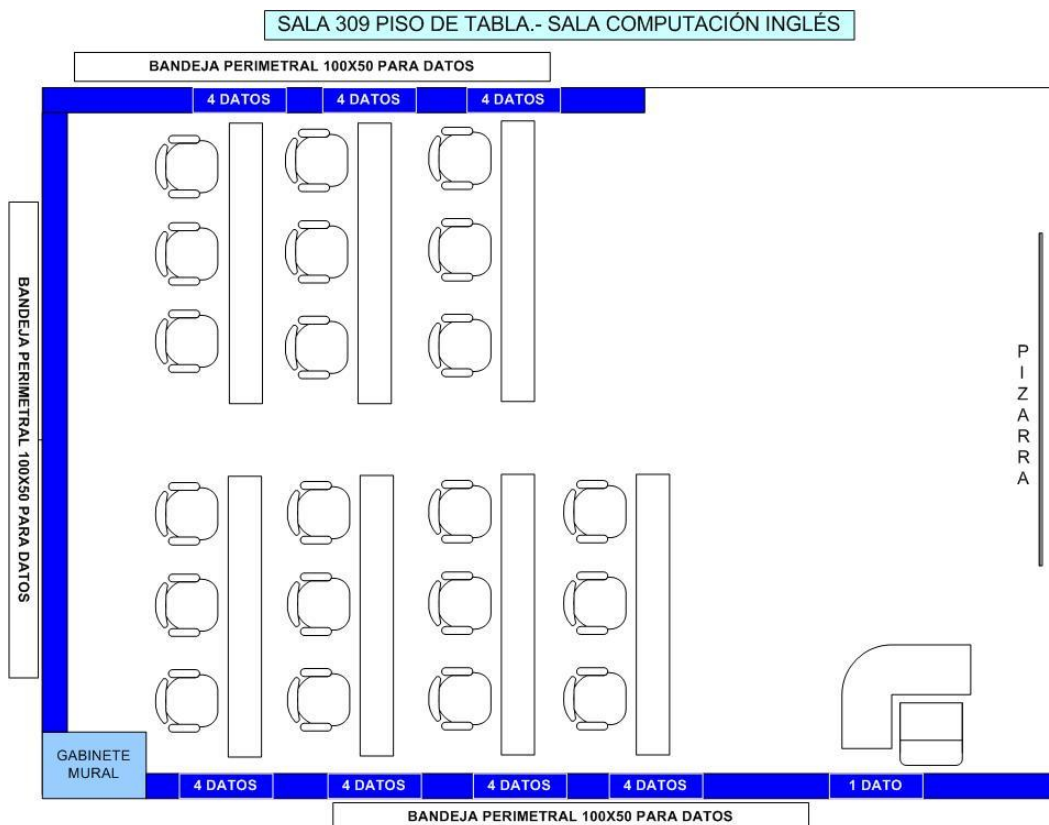 SALA 309 PISO DE TABLA.- SALA COMPUTACIÓN INGLÉS
BANDEJA PERIMETRAL 100X50 PARA DATOS
4 DATOS
4 DATOS
4 DATOS
BANDEJA PERIMETRAL 100X50 PARA DATOS
PIZARRA
GABINETE
MURAL
4 DATOS
4 DATOS
4 DATOS
4 DATOS
1 DATO
BANDEJA PERIMETRAL 100X50 PARA DATOS